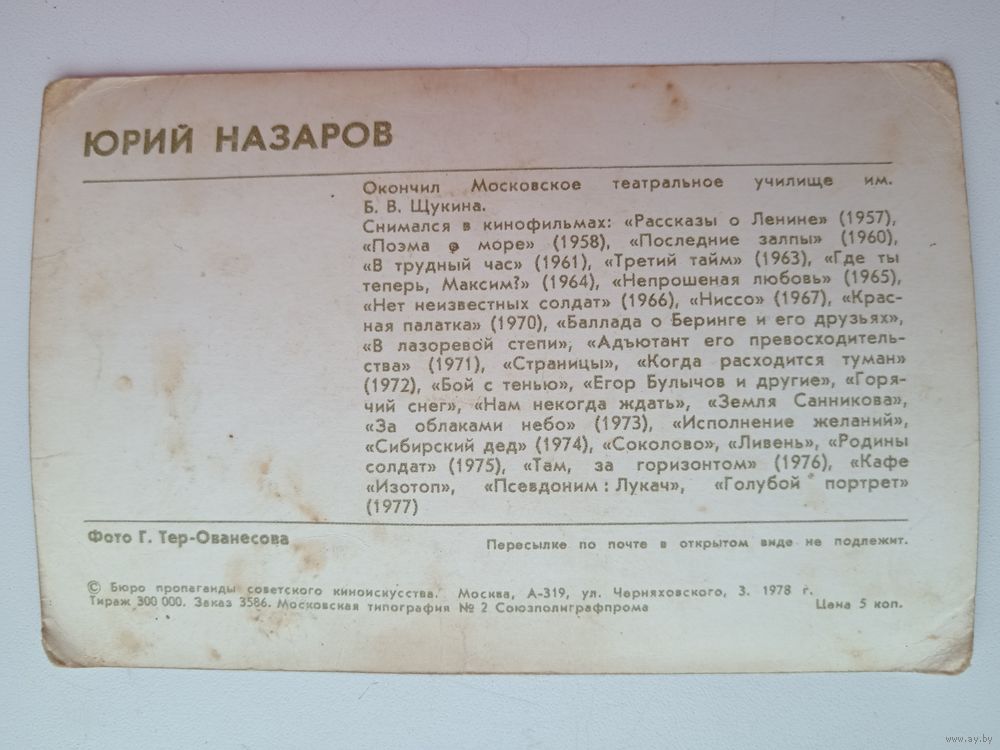 ЮРИЙ НАЗАРОВ
Окончил Московское театральное училище им.
Б. В. Щукина.
Снимался в кинофильмах: «Рассказы о Ленине» (1957),
«Поэма о море» (1958), «Последние залпы» (1960),
«В трудный час» (1961), «Третий тайм» (1963), «Где ты
теперь, Максим?» (1964), «Непрошеная любовь» (1965),
«Нет неизвестных солдат» (1966), «Ниссо» (1967), «Крас-
ная палатка» (1970), «Баллада о Беринге и его друзьях»,
«В лазоревой степи», «Адъютант его превосходитель-
ства» (1971), «Страницы», «Когда расходится туман»
(1972), «Бой с тенью», «Егор Булычов и другие», «Горя-
чий снег», «Нам некогда ждать», «Земля Санникова»,
«За облаками небо» (1973), «Исполнение желаний»,
«Сибирский дед» (1974), «Соколово», «Ливень», «Родины
солдат» (1975), «Там, за горизонтом» (1976), «Кафе
«Изотоп», «Псевдоним : Лукач», «Голубой портрет»
(1977)
Фото Г. Тер-Ованесова
Пересылке по почте в открытом виде не подлежит.
© Бюро пропаганды советского киноискусства. Москва, А-319, ул. Черняховского, 3. 1978 г.
Тираж 300 000. Заказ 3586. Московская типография № 2 Союзполиграфпрома Цена 5 коп.
www.ay.by